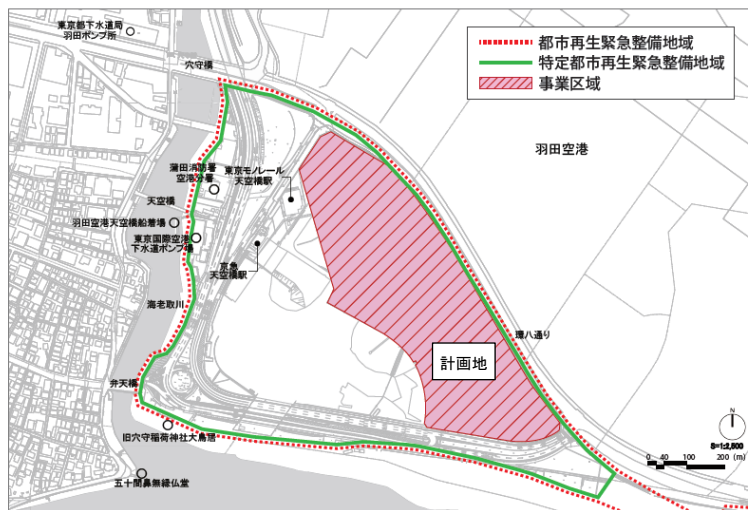 東京都下水道局
羽田ポンプ所
穴守橋
都市再生緊急整備地域
特定都市再生緊急整備地域
事業区域
羽田空港
蒲田消防署
空港分署
東京モノレール
天空橋駅
天空橋
羽田空港天空橋船着場
東京国際空港
下水道ポンプ場
京急
天空橋駅
海老取川
環八通り
計画地
弁天橋
旧穴守稲荷神社大鳥居
五十間鼻無縁仏堂
N
S=1:2,500
0 40 100 200 (m)